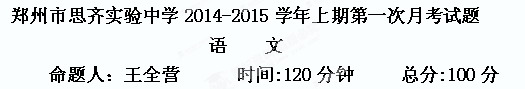 郑州市思齐实验中学 2014-2015 学年上期第一次月考试题
语 文
命题人：王全营 时间:120 分钟 总分:100 分